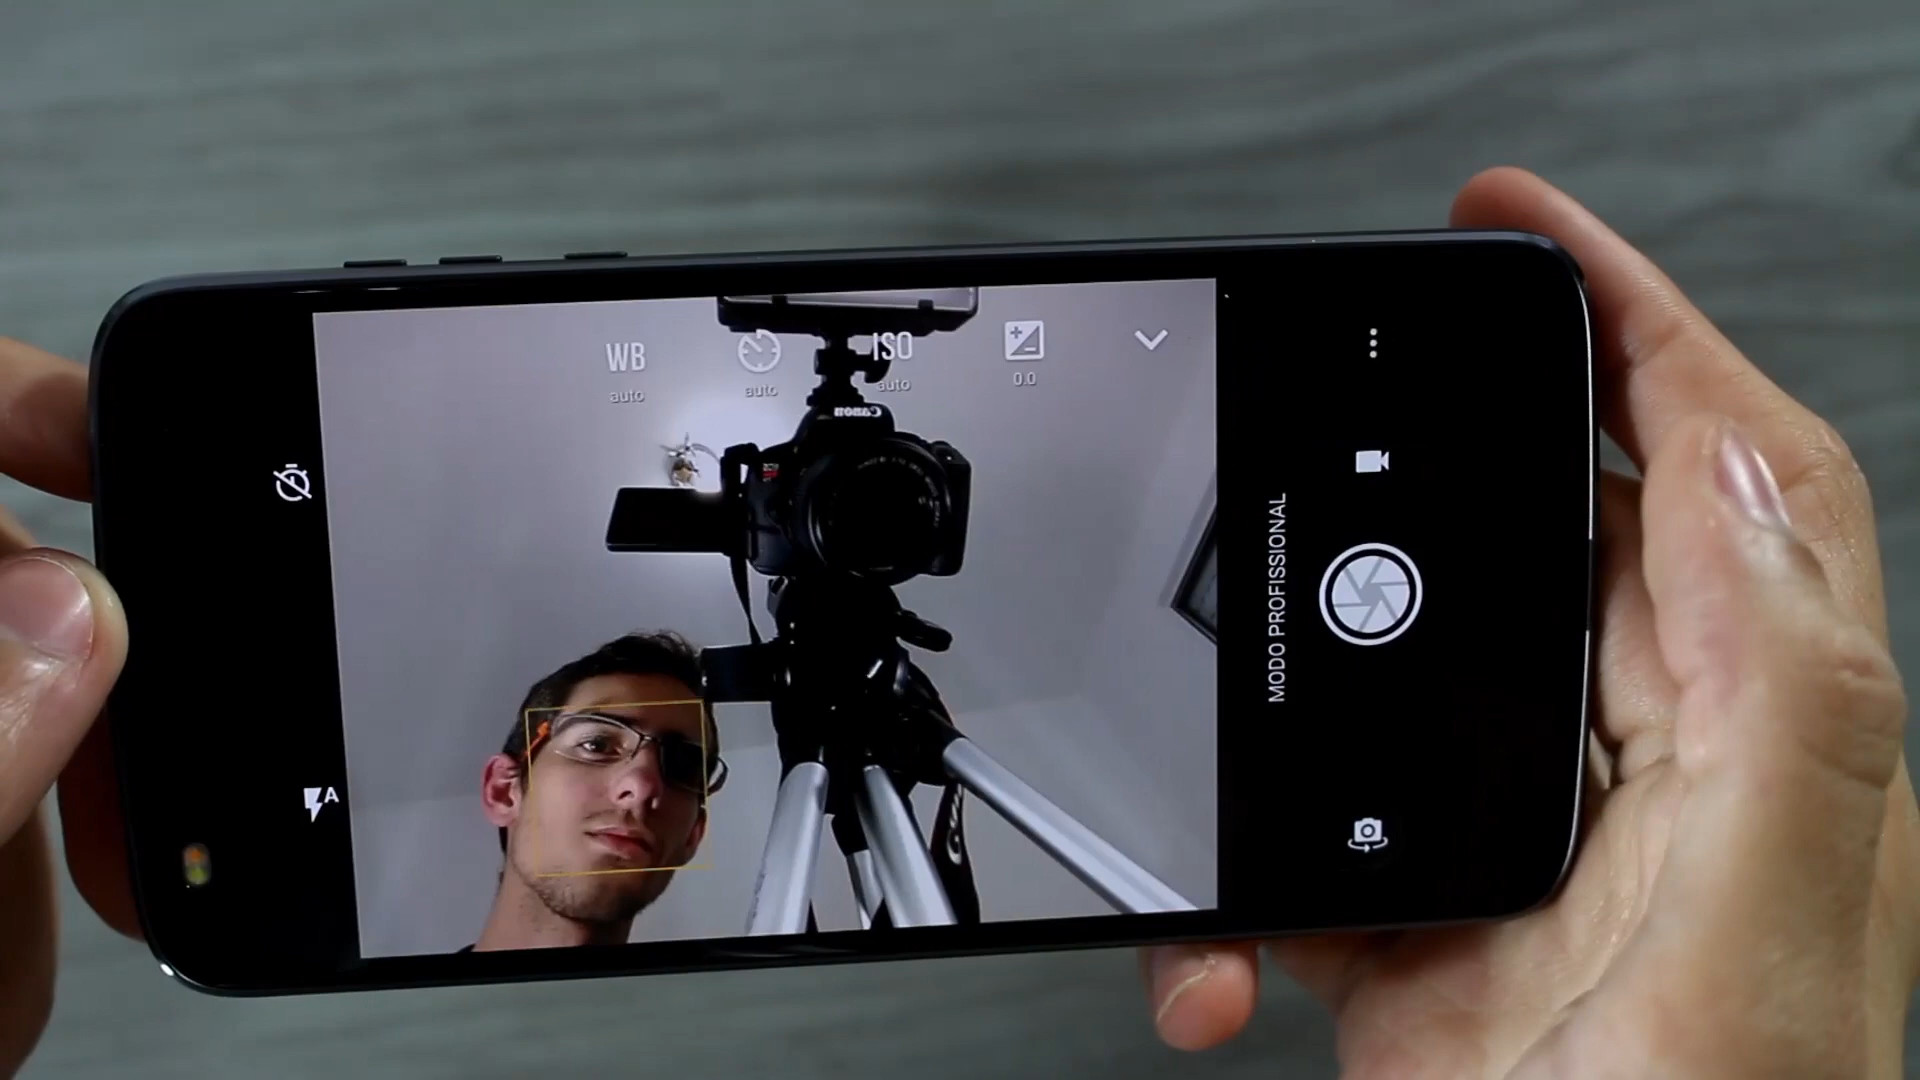 WB
auto
auto
ISO
auto
0.0
Canon
A
MODO PROFISSIONAL